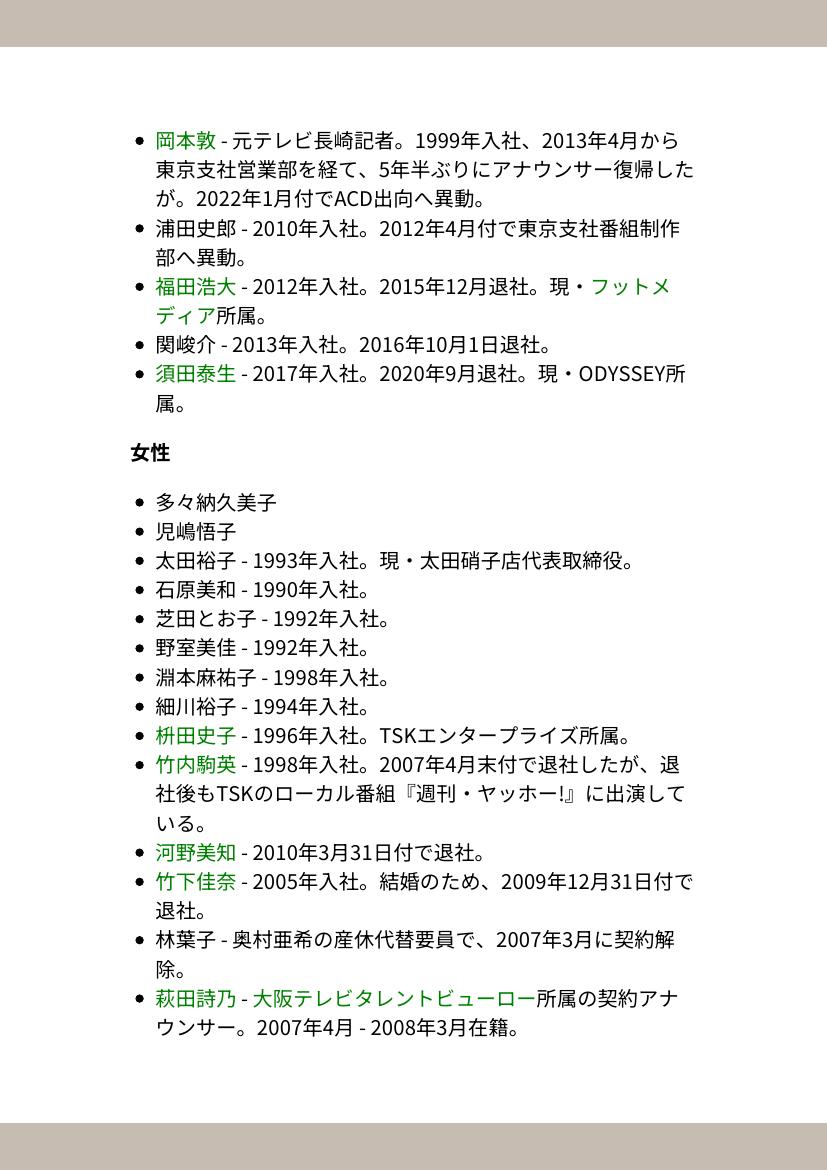 • 岡本敦 - 元テレビ長崎記者。1999年入社、2013年4月から
東京支社営業部を経て、5年半ぶりにアナウンサー復帰した
が。2022年1月付でACD出向へ異動。
• 浦田史郎 - 2010年入社。2012年4月付で東京支社番組制作
部へ異動。
• 福田浩大 - 2012年入社。2015年12月退社。現・フットメ
ディア所属。
• 関峻介 - 2013年入社。2016年10月1日退社。
• 須田泰生 - 2017年入社。2020年9月退社。現・ODYSSEY所
属。
女性
• 多々納久美子
• 児嶋悟子
• 太田裕子 - 1993年入社。現・太田硝子店代表取締役。
• 石原美和 - 1990年入社。
• 芝田とお子 - 1992年入社。
• 野室美佳 - 1992年入社。
• 淵本麻祐子 - 1998年入社。
• 細川裕子 - 1994年入社。
• 枡田史子 - 1996年入社。TSKエンタープライズ所属。
• 竹内駒英 - 1998年入社。2007年4月末付で退社したが、退
社後もTSKのローカル番組『週刊・ヤッホー!』に出演して
いる。
• 河野美知 - 2010年3月31日付で退社。
• 竹下佳奈 - 2005年入社。結婚のため、2009年12月31日付で
退社。
• 林葉子 - 奥村亜希の産休代替要員で、2007年3月に契約解
除。
• 萩田詩乃 - 大阪テレビタレントビューロー所属の契約アナ
ウンサー。2007年4月 - 2008年3月在籍。